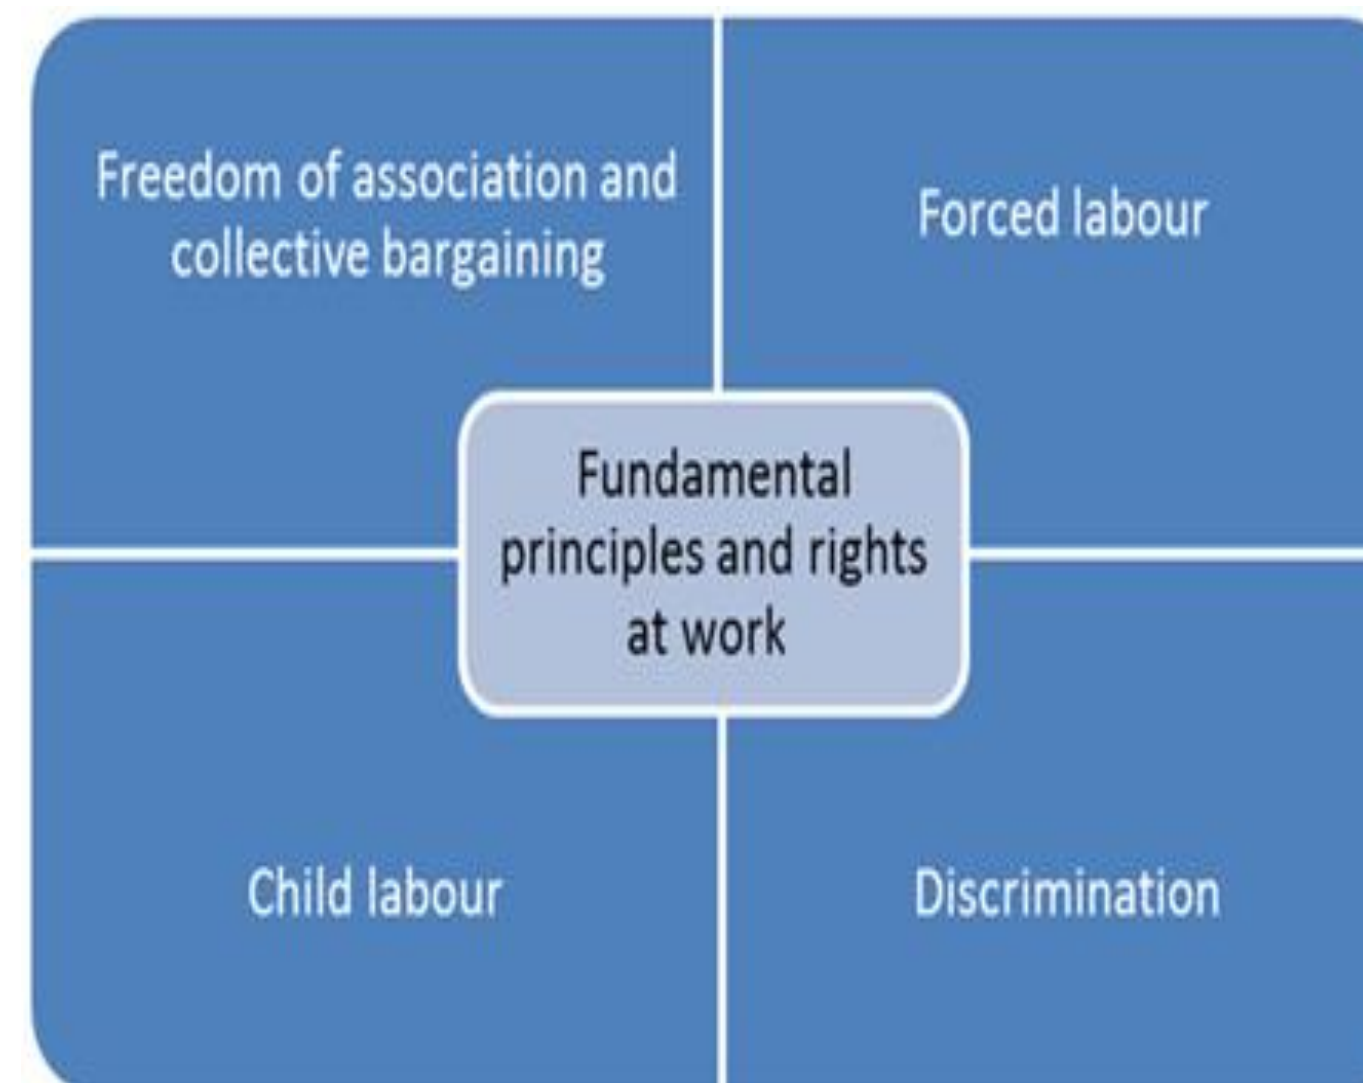 Freedom of association and
collective bargaining
Forced labour
Fundamental
principles and rights
at work
Child labour
Discrimination